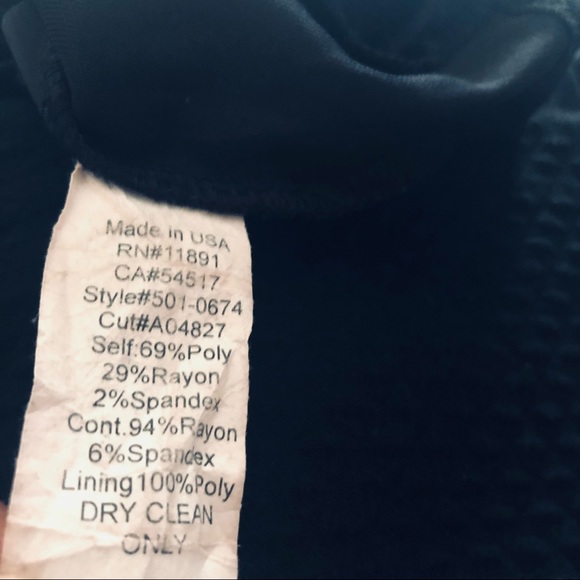 Made in USA
RN#11891
CA#54517
Style#501-0674
Cut#A04827
Self:69%Poly
29%Rayon
2%Spandex
Cont.94%Rayon
6%Spandex
Lining100%Poly
DRY CLEAN
ONLY